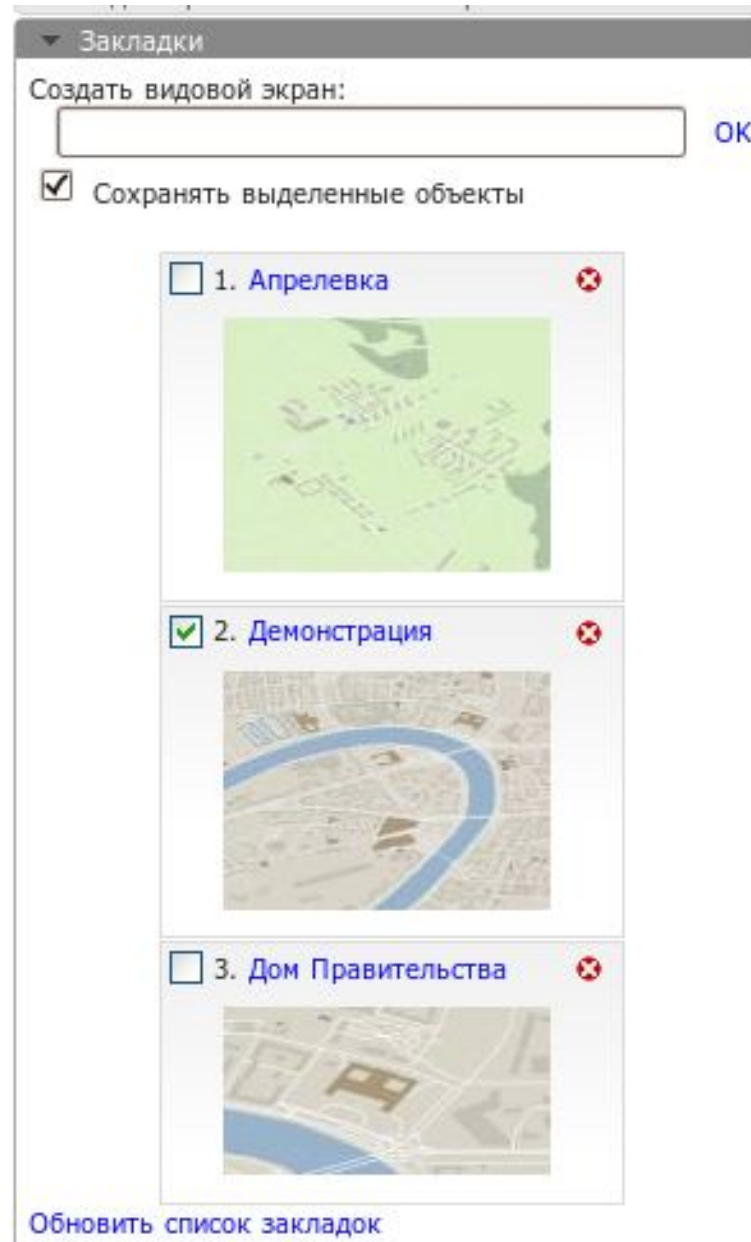 Закладки
Создать видовой экран:
OK
Сохранять выделенные объекты
1. Апрелевка
2. Демонстрация
3. Дом Правительства
Обновить список закладок